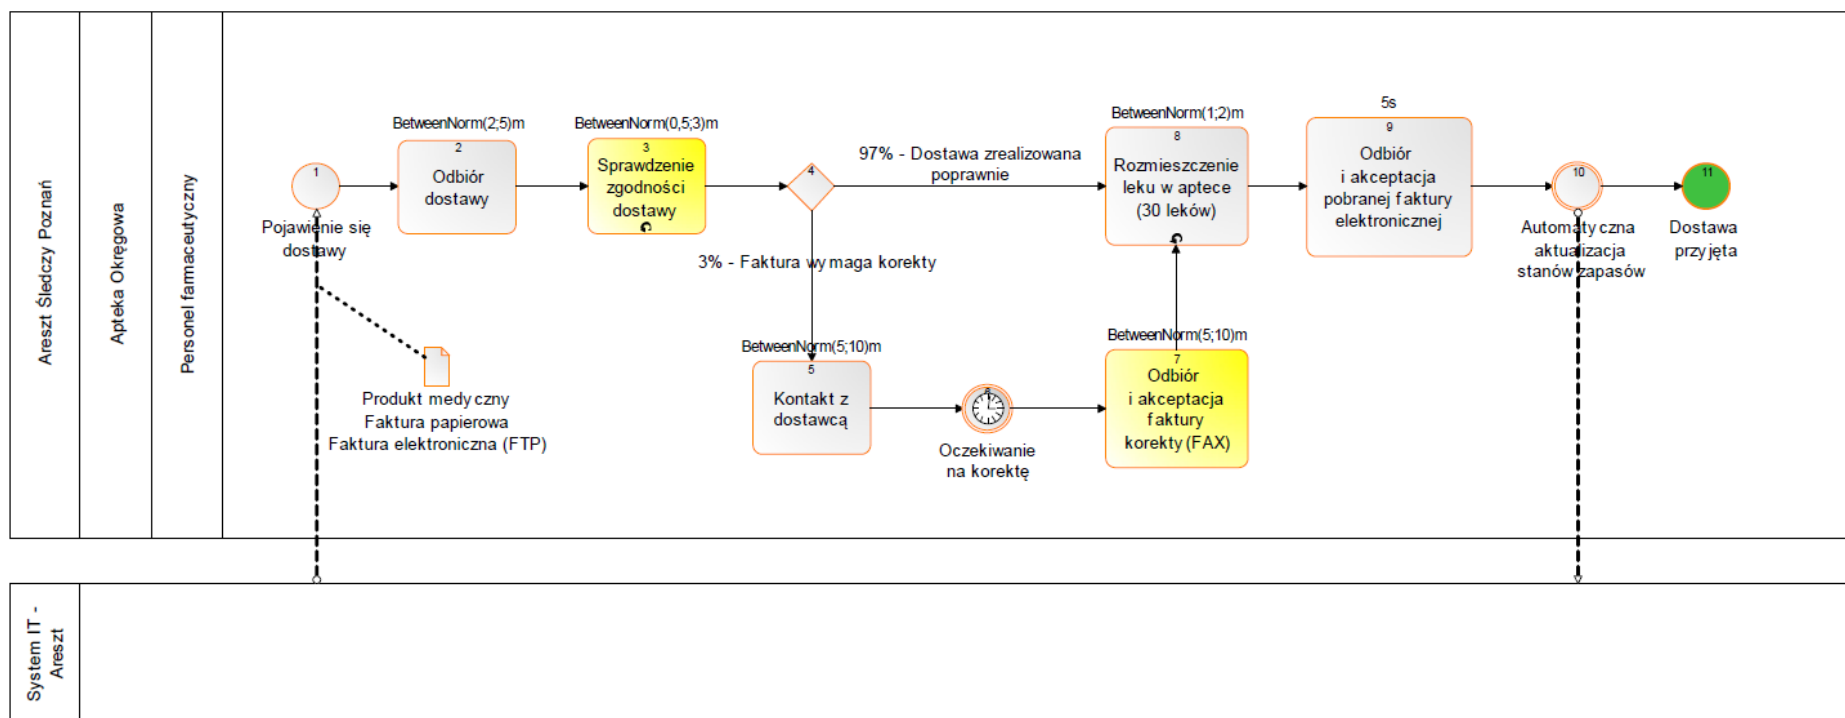 Areszt Śledczy Poznań
Apteka Okręgowa
Personel farmaceutyczny
1
Pojawienie się
dostawy
Produkt medyczny
Faktura papierowa
Faktura elektroniczna (FTP)
BetweenNorm(2;5)m
2
Odbiór
dostawy
BetweenNorm(0,5;3)m
3
Sprawdzenie
zgodności
dostawy
4
97% - Dostawa zrealizowana
poprawnie
3% - Faktura wymaga korekty
BetweenNorm(5;10)m
5
Kontakt z
dostawcą
Oczekiwanie
na korektę
BetweenNorm(5;10)m
7
Odbiór
i akceptacja
faktury
korekty (FAX)
BetweenNorm(1;2)m
8
Rozmieszczenie
leku w aptece
(30 leków)
5s
9
Odbiór
i akceptacja
pobranej faktury
elektronicznej
10
Automatyczna
aktualizacja
stanów zapasów
11
Dostawa
przyjęta
System IT -
Areszt